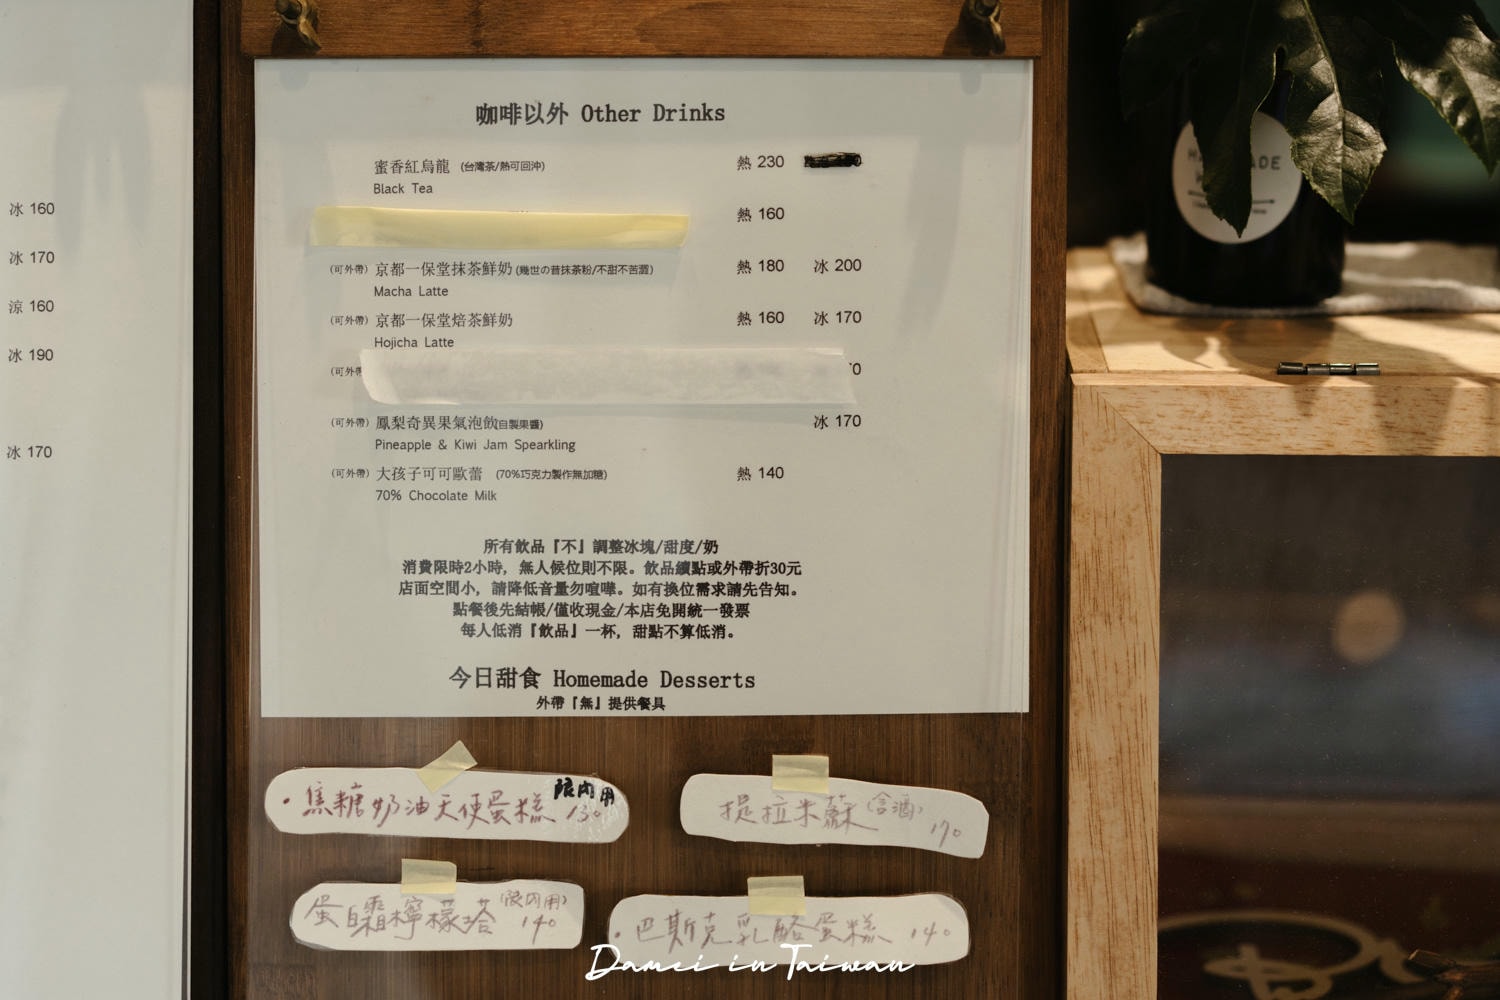 冰 160
冰 170
涼 160
冰 190
冰 170
咖啡以外 Other Drinks
蜜香紅烏龍 (台灣茶/熱可回沖) 熱 230
Black Tea
熱 160
(可外帶) 京都一保堂抹茶鮮奶 (幾世の昔抹茶粉/不甜不苦澀) 熱 180 冰 200
Macha Latte
(可外帶) 京都一保堂焙茶鮮奶 熱 160 冰 170
Hojicha Latte
(可外 0
(可外帶) 鳳梨奇異果氣泡飲(自製果醬) 冰 170
Pineapple & Kiwi Jam Spearkling
(可外帶) 大孩子可可歐蕾 (70%巧克力製作無加糖) 熱 140
70% Chocolate Milk
所有飲品『不』調整冰塊/甜度/奶
消費限時2小時, 無人候位則不限。飲品續點或外帶折30元
店面空間小, 請降低音量勿喧嘩。如有換位需求請先告知。
點餐後先結帳/僅收現金/本店免開統一發票
每人低消『飲品』一杯, 甜點不算低消。
今日甜食 Homemade Desserts
外帶『無』提供餐具
• 焦糖奶油天使蛋糕 限內用 130
提拉米蘇 (含酒) 170
蛋白霜檸檬塔 (限內用) 140
• 巴斯克乳酪蛋糕 140
Damei in Taiwan